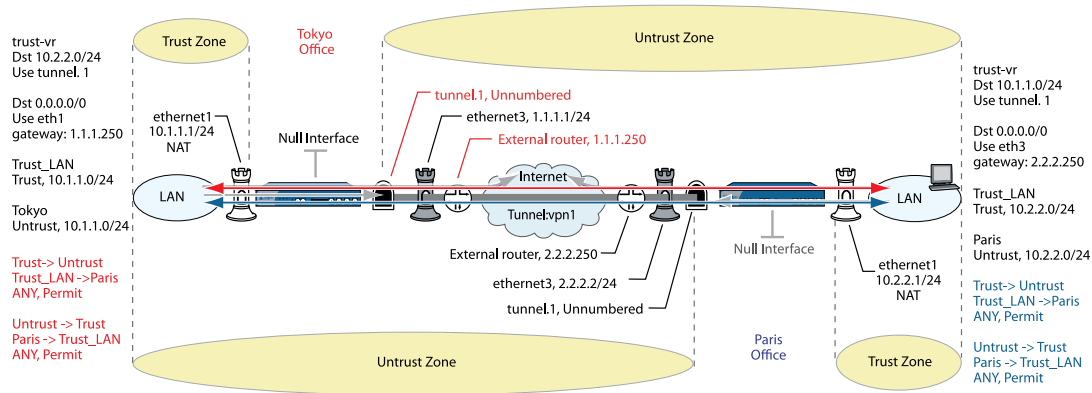 trust-vr
Dst 10.2.2.0/24
Use tunnel. 1
Dst 0.0.0.0/0
Use eth1
gateway: 1.1.1.250
Trust_LAN
Trust, 10.1.1.0/24
Tokyo
Untrust, 10.1.1.0/24
Trust-> Untrust
Trust_LAN ->Paris
ANY, Permit
Untrust -> Trust
Paris -> Trust_LAN
ANY, Permit
Trust Zone
Tokyo
Office
Untrust Zone
ethernet1
10.1.1.1/24
NAT
Null Interface
tunnel.1, Unnumbered
ethernet3, 1.1.1.1/24
External router, 1.1.1.250
LAN
Internet
Tunnel:vpn1
LAN
External router, 2.2.2.250
ethernet3, 2.2.2.2/24
tunnel.1, Unnumbered
Null Interface
ethernet1
10.2.2.1/24
NAT
Untrust Zone
Paris
Office
Trust Zone
trust-vr
Dst 10.1.1.0/24
Use tunnel. 1
Dst 0.0.0.0/0
Use eth3
gateway: 2.2.2.250
Trust_LAN
Trust, 10.2.2.0/24
Paris
Untrust, 10.2.2.0/24
Trust-> Untrust
Trust_LAN ->Paris
ANY, Permit
Untrust -> Trust
Paris -> Trust_LAN
ANY, Permit